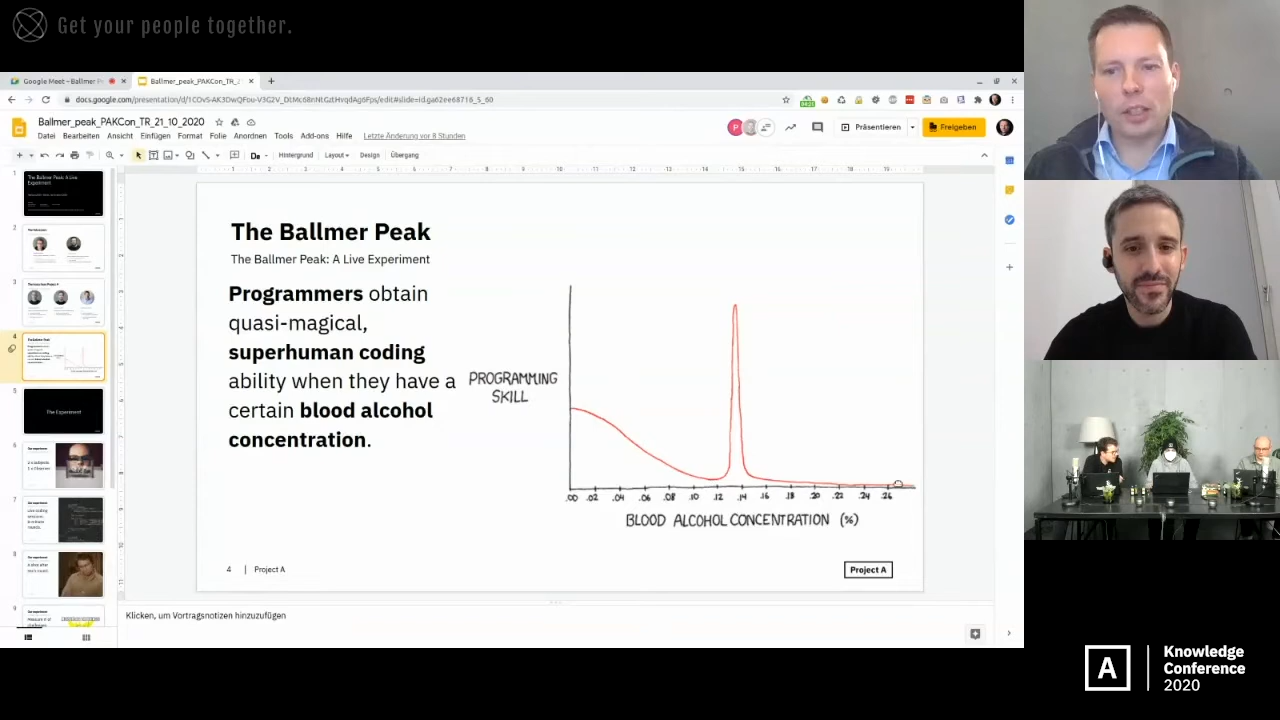 Get your people together.
Google Meet - Ballmer P
Ballmer_peak_PAKCon_TR_2
Ballmer_peak_PAKCon_TR_21_10_2020
Datei Bearbeiten Ansicht Einfügen Format Folie Anordnen Tools Add-ons Hilfe Letzte Änderung vor 8 Stunden
Präsentieren
Freigeben
Hintergrund Layout Design Übergang
The Ballmer Peak
The Ballmer Peak: A Live Experiment
Programmers obtain
quasi-magical,
superhuman coding
ability when they have a
certain blood alcohol
concentration.
PROGRAMMING
SKILL
.00 .02 .04 .06 .08 .10 .12 .14 .16 .18 .20 .22 .24 .26
BLOOD ALCOHOL CONCENTRATION (%)
4 | Project A
Project A
The Experiment
Klicken, um Vortragsnotizen hinzuzufügen
A
Knowledge
Conference
2020